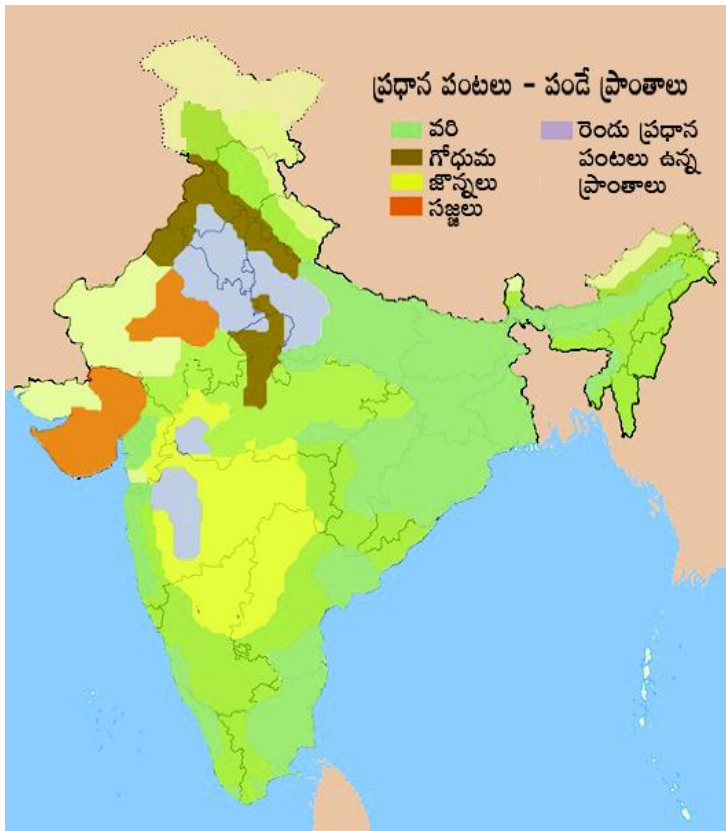 ప్రధాన పంటలు - పండే ప్రాంతాలు
వరి
గోధుమ
జొన్నలు
సజ్జలు
రెండు ప్రధాన
పంటలు ఉన్న
ప్రాంతాలు